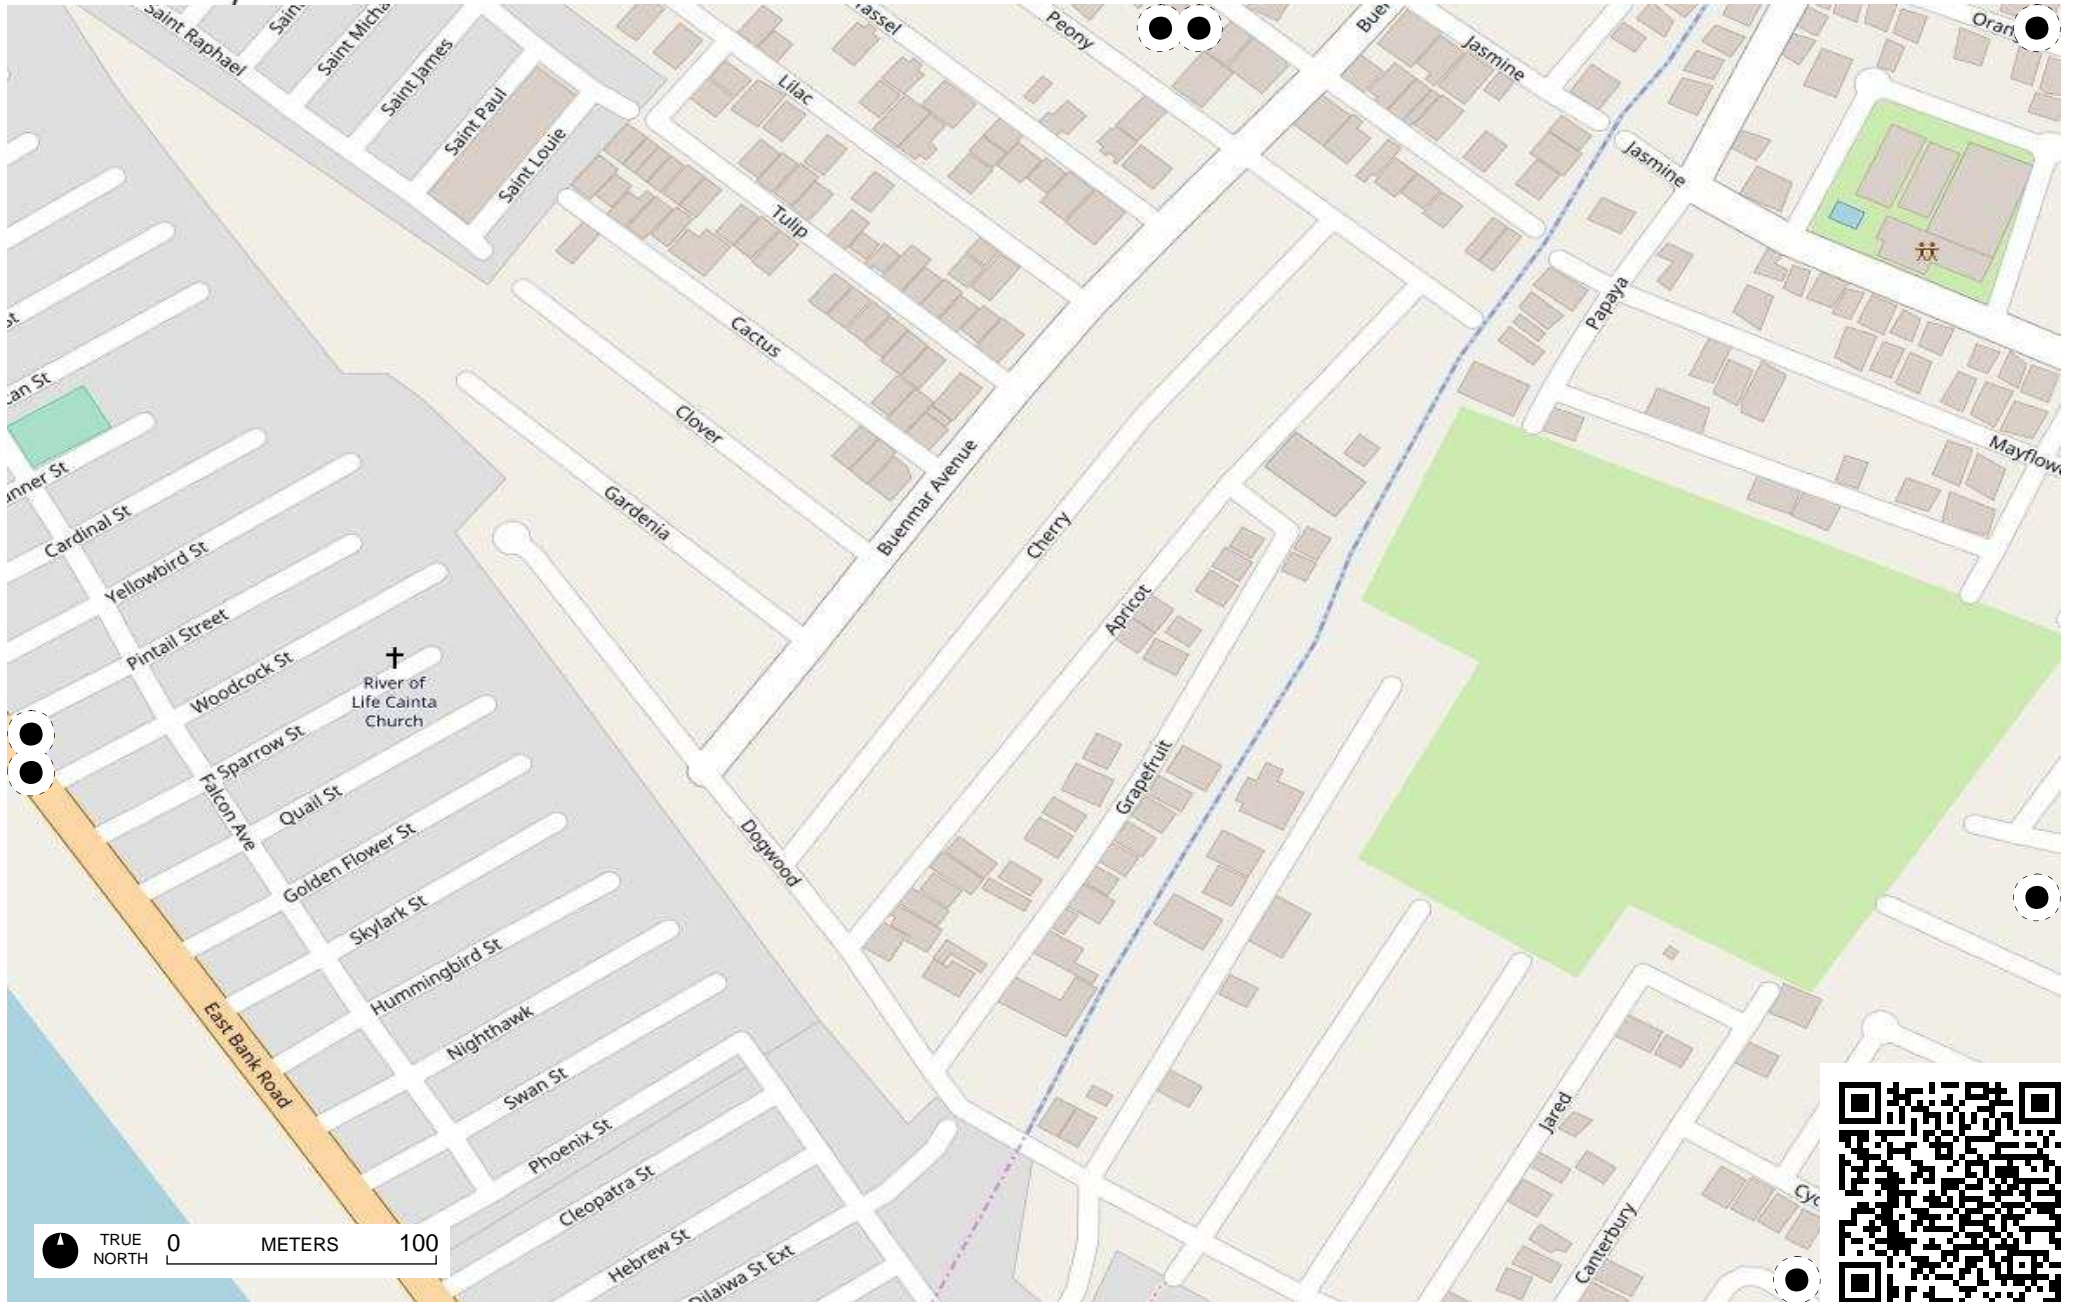 Saint Raphael
Saint James
Saint Paul
Saint Louie
Lilac
Peony
Jasmine
Jasmine
Tulip
Papaya
Cactus
Clover
Gardenia
Buenmar Avenue
Cherry
Apricot
Grapefruit
Dogwood
Cardinal St
Yellowbird St
Pintail Street
Woodcock St
River of
Life Cainta
Church
Sparrow St
Falcon Ave
Quail St
Golden Flower St
Skylark St
Hummingbird St
Nighthawk
Swan St
Phoenix St
Cleopatra St
Hebrew St
Dilaiwa St Ext
East Bank Road
Jared
Canterbury
TRUE
NORTH
0 METERS 100